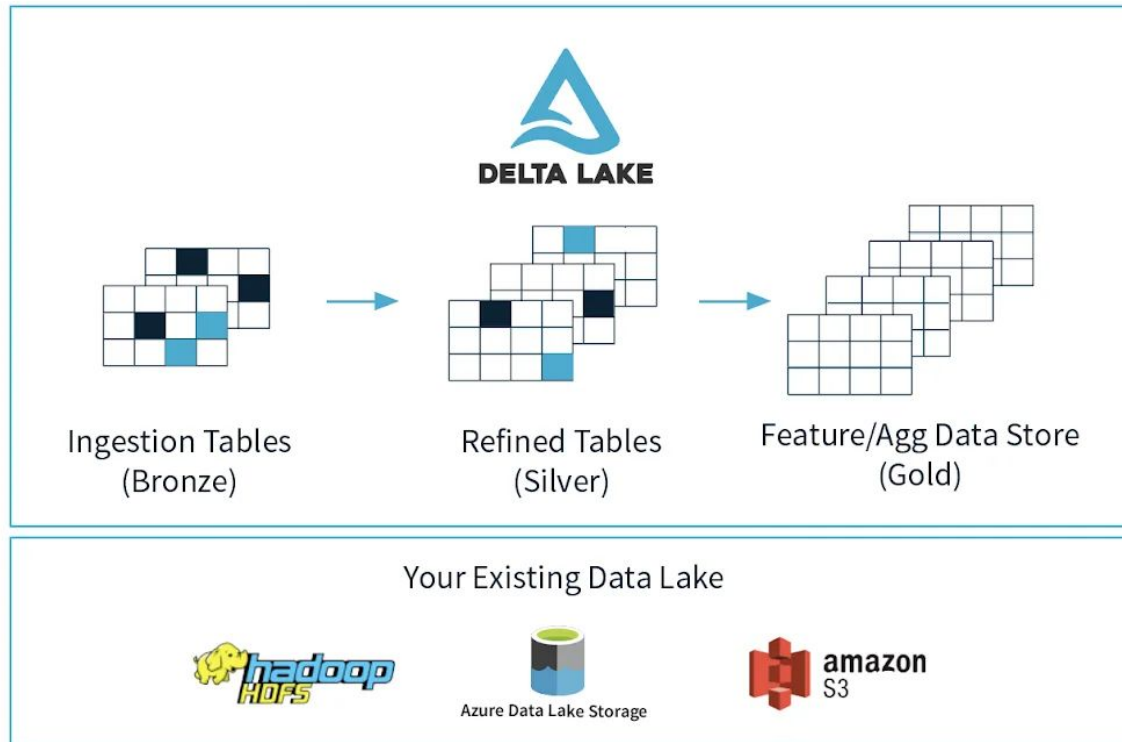 DELTA LAKE
Ingestion Tables
(Bronze)
Refined Tables
(Silver)
Feature/Agg Data Store
(Gold)
Your Existing Data Lake
hadoop
HDFS
Azure Data Lake Storage
amazon
S3